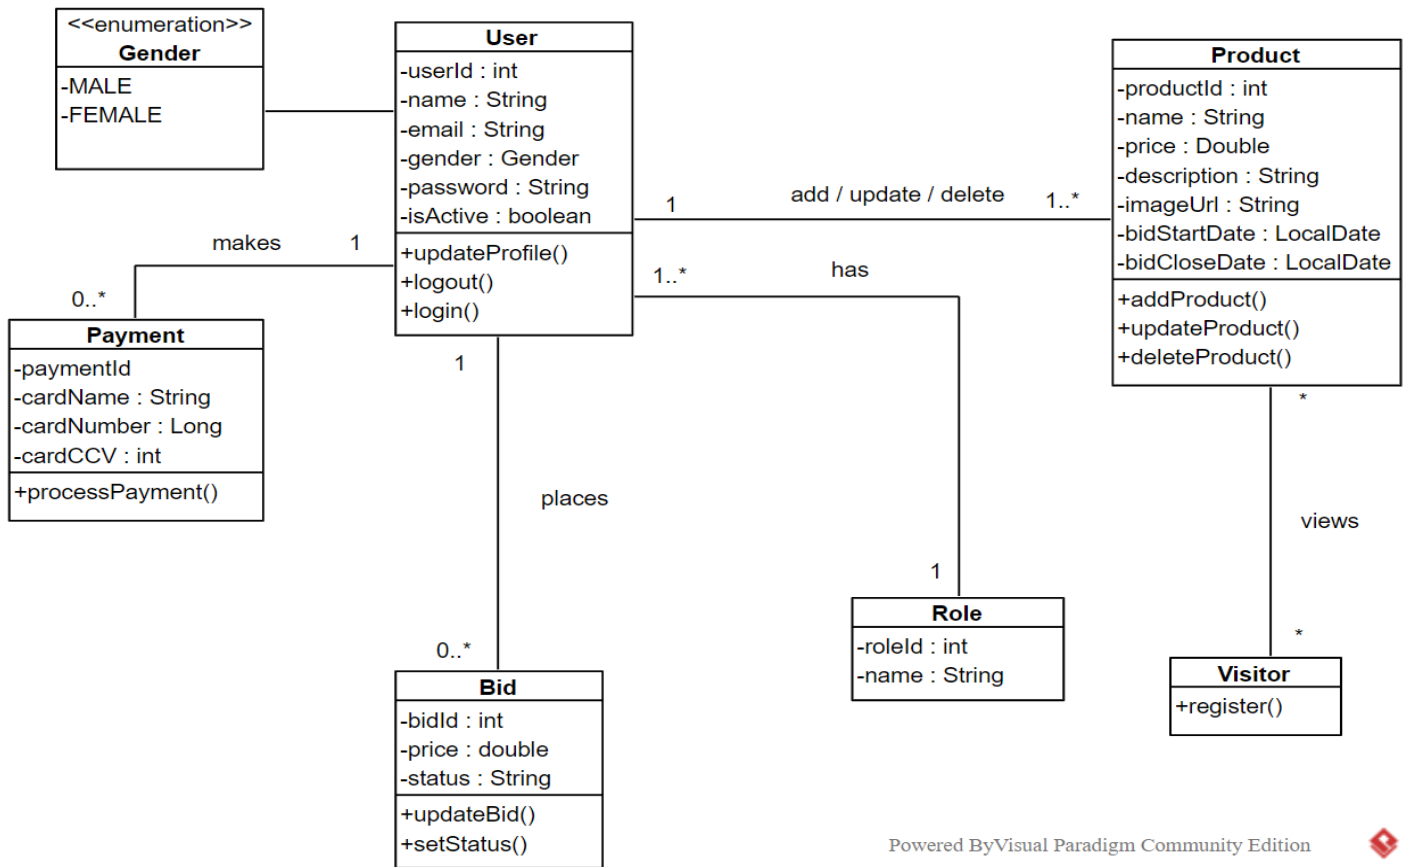 <<enumeration>>
Gender
-MALE
-FEMALE
User
-userId : int
-name : String
-email : String
-gender : Gender
-password : String
-isActive : boolean
+updateProfile()
+logout()
+login()
Product
-productId : int
-name : String
-price : Double
-description : String
-imageUrl : String
-bidStartDate : LocalDate
-bidCloseDate : LocalDate
+addProduct()
+updateProduct()
+deleteProduct()
1
add / update / delete
1..*
makes
1
0..*
1..*
has
1
Payment
-paymentId
-cardName : String
-cardNumber : Long
-cardCCV : int
+processPayment()
1
places
0..*
*
views
*
Role
-roleId : int
-name : String
Visitor
+register()
Bid
-bidId : int
-price : double
-status : String
+updateBid()
+setStatus()
Powered ByVisual Paradigm Community Edition